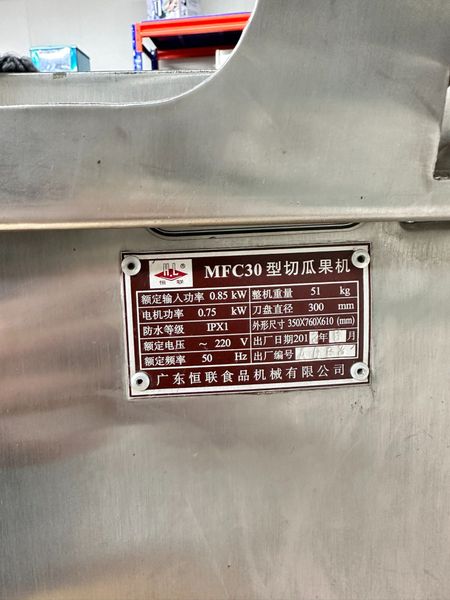 H.L®
恒联
MFC30 型切瓜果机
额定输入功率 0.85 kW 整机重量 51 kg
电机功率 0.75 kW 刀盘直径 300 mm
防水等级 IPX1 外形尺寸 350X760X610 (mm)
额定电压 ～ 220 V 出厂日期 201 年 月
额定频率 50 Hz 出厂编号
广东恒联食品机械有限公司